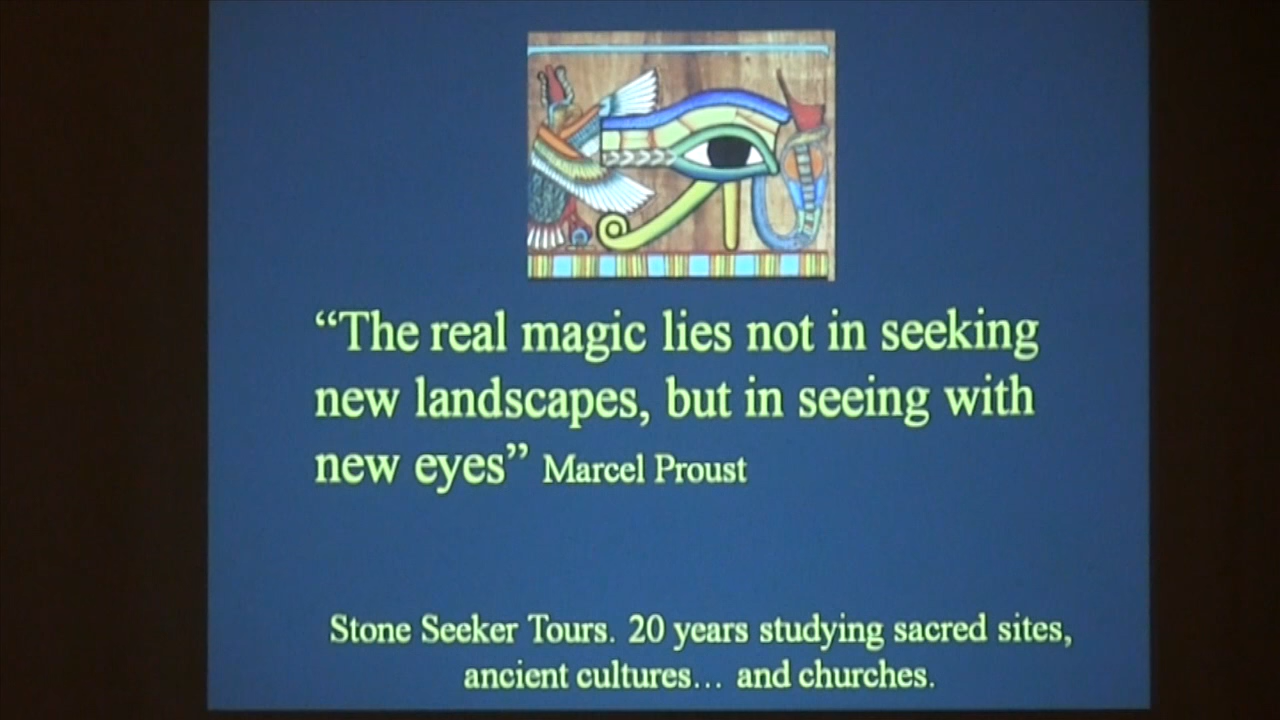 “The real magic lies not in seeking
new landscapes, but in seeing with
new eyes” Marcel Proust
Stone Seeker Tours. 20 years studying sacred sites,
ancient cultures… and churches.